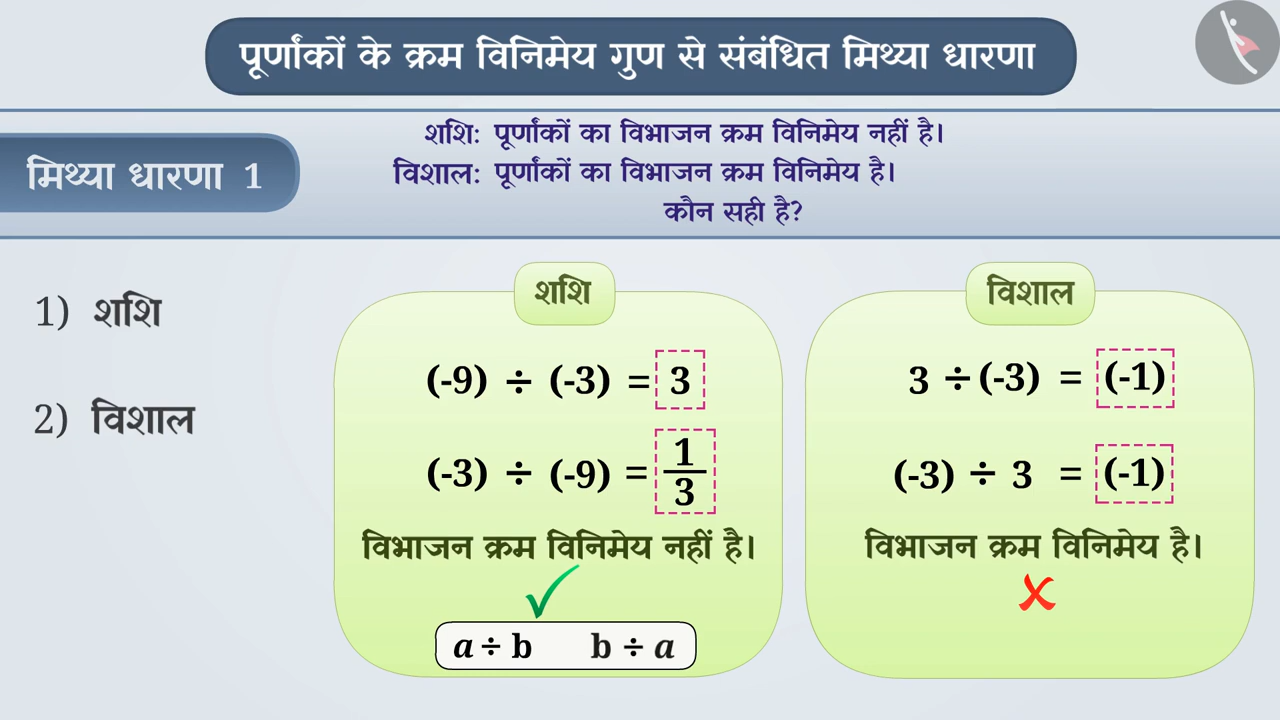 पूर्णांकों के क्रम विनिमेय गुण से संबंधित मिथ्या धारणा
मिथ्या धारणा 1
शशि: पूर्णांकों का विभाजन क्रम विनिमेय नहीं है।
विशाल: पूर्णांकों का विभाजन क्रम विनिमेय है।
कौन सही है?
1) शशि
2) विशाल
शशि
(-9) ÷ (-3) = 3
(-3) ÷ (-9) = 1/3
विभाजन क्रम विनिमेय नहीं है।
a ÷ b b ÷ a
विशाल
3 ÷ (-3) = (-1)
(-3) ÷ 3 = (-1)
विभाजन क्रम विनिमेय है।